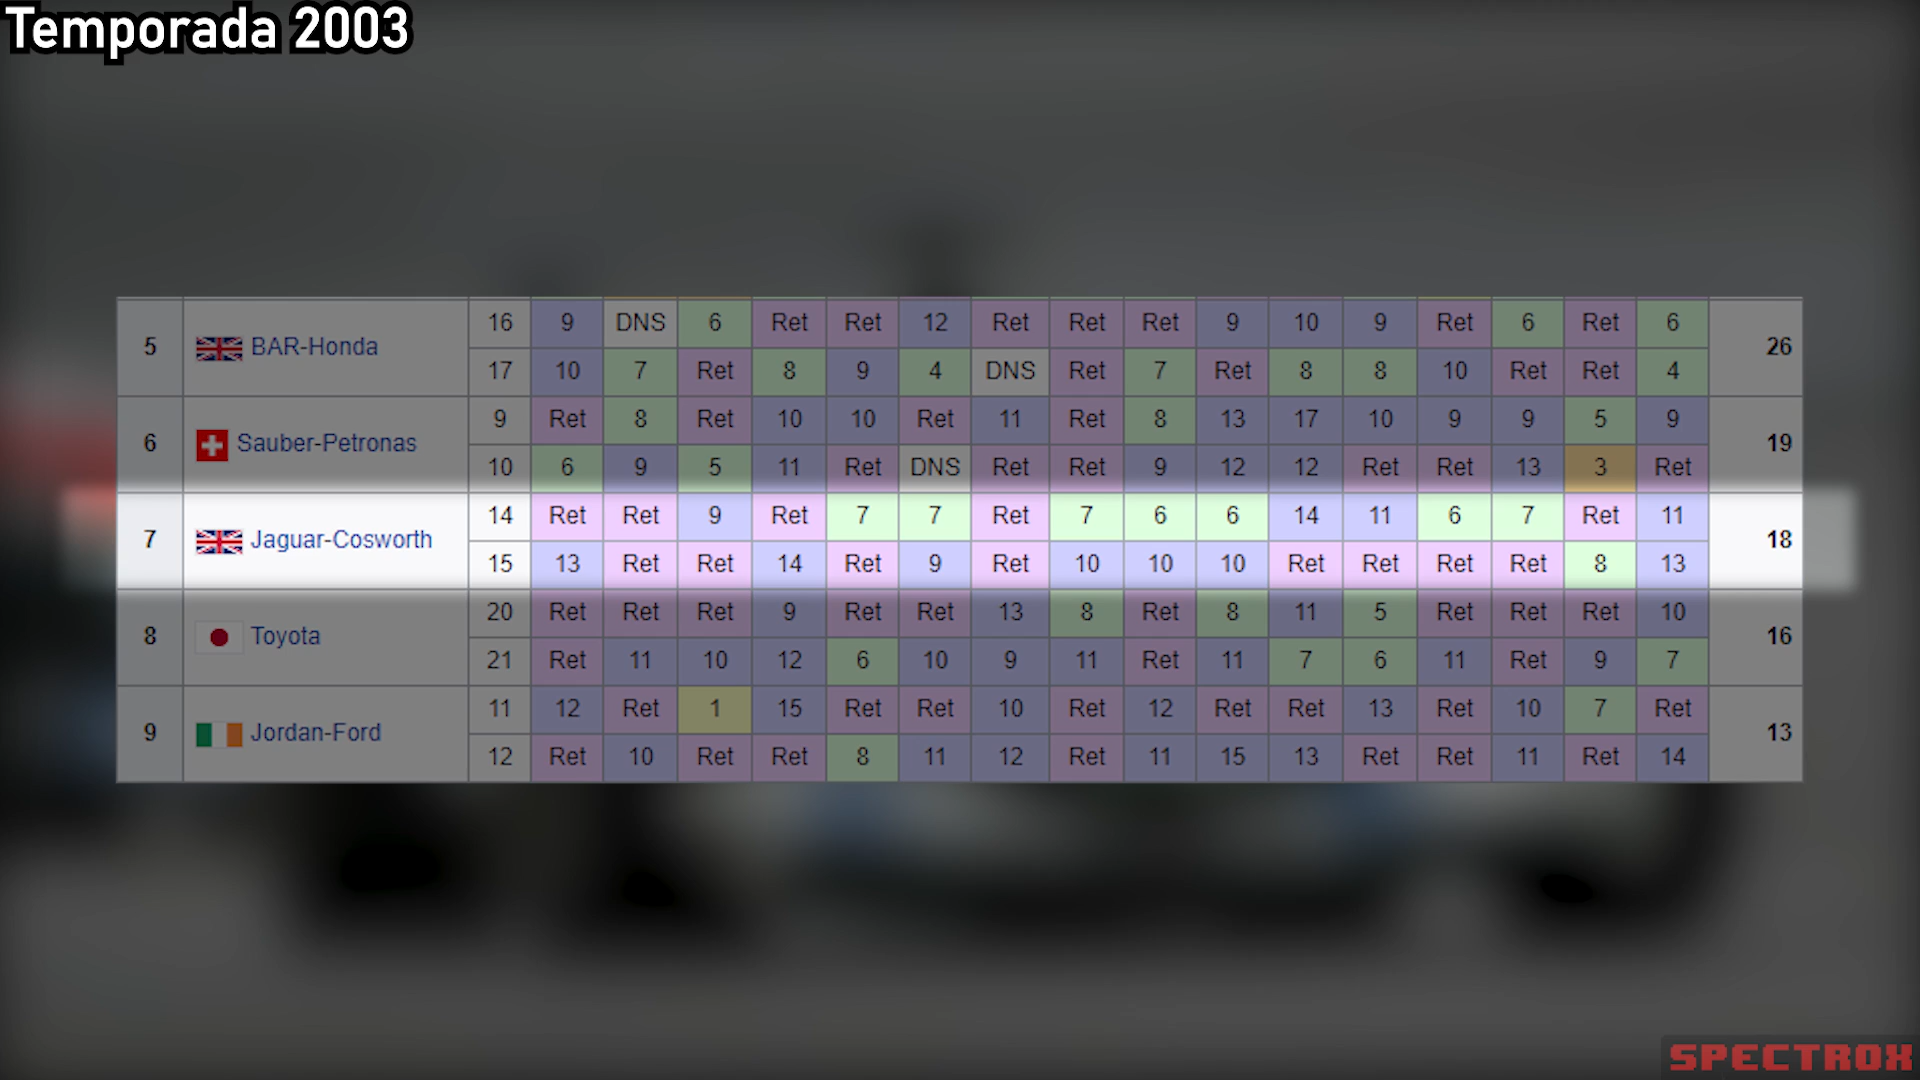 Temporada 2003
5 BAR-Honda 16 9 DNS 6 Ret Ret 12 Ret Ret Ret 9 10 9 Ret 6 Ret 6 26
17 10 7 Ret 8 9 4 DNS Ret 7 Ret 8 8 10 Ret Ret 4
6 Sauber-Petronas 9 Ret 8 Ret 10 10 Ret 11 Ret 8 13 17 10 9 9 5 9 19
10 6 9 5 11 Ret DNS Ret Ret 9 12 12 Ret Ret 13 3 Ret
7 Jaguar-Cosworth 14 Ret Ret 9 Ret 7 7 Ret 7 6 6 14 11 6 7 Ret 11 18
15 13 Ret Ret 14 Ret 9 Ret 10 10 10 Ret Ret Ret Ret 8 13
8 Toyota 20 Ret Ret Ret 9 Ret Ret 13 8 Ret 8 11 5 Ret Ret Ret 10 16
21 Ret 11 10 12 6 10 9 11 Ret 11 7 6 11 Ret 9 7
9 Jordan-Ford 11 12 Ret 1 15 Ret Ret 10 Ret 12 Ret Ret 13 Ret 10 7 Ret 13
12 Ret 10 Ret Ret 8 11 12 Ret 11 15 13 Ret Ret 11 Ret 14
SPECTROX